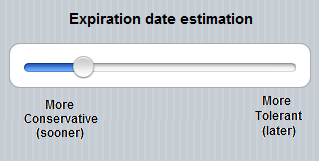 Expiration date estimation
More
Conservative
(sooner)
More
Tolerant
(later)